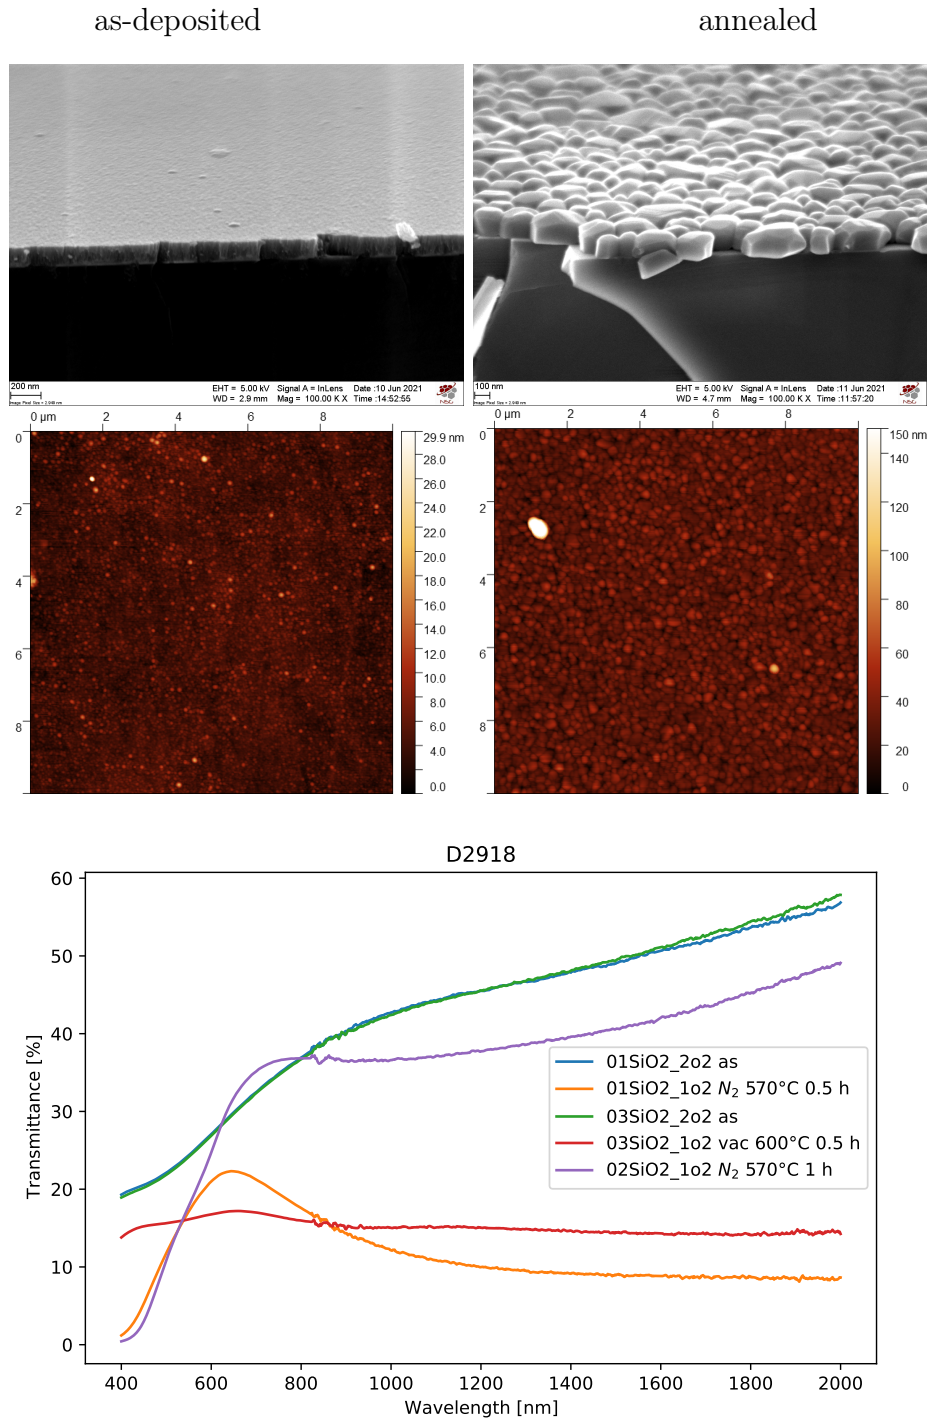 as-deposited annealed
200 nm
EHT = 5.00 kV Signal A = InLens Date :10 Jun 2021
WD = 2.9 mm Mag = 100.00 K X Time :14:52:55
100 nm
EHT = 5.00 kV Signal A = InLens Date :11 Jun 2021
WD = 4.7 mm Mag = 100.00 K X Time :11:57:20
0 µm 2 4 6 8
0
2
4
6
8
29.9 nm
28.0
26.0
24.0
22.0
20.0
18.0
16.0
14.0
12.0
10.0
8.0
6.0
4.0
0.0
0 µm 2 4 6 8
0
2
4
6
8
150 nm
140
120
100
80
60
40
20
0
D2918
Transmittance [%]
60
50
40
30
20
10
0
01SiO2_2o2 as
01SiO2_1o2 N₂ 570°C 0.5 h
03SiO2_2o2 as
03SiO2_1o2 vac 600°C 0.5 h
02SiO2_1o2 N₂ 570°C 1 h
400 600 800 1000 1200 1400 1600 1800 2000
Wavelength [nm]